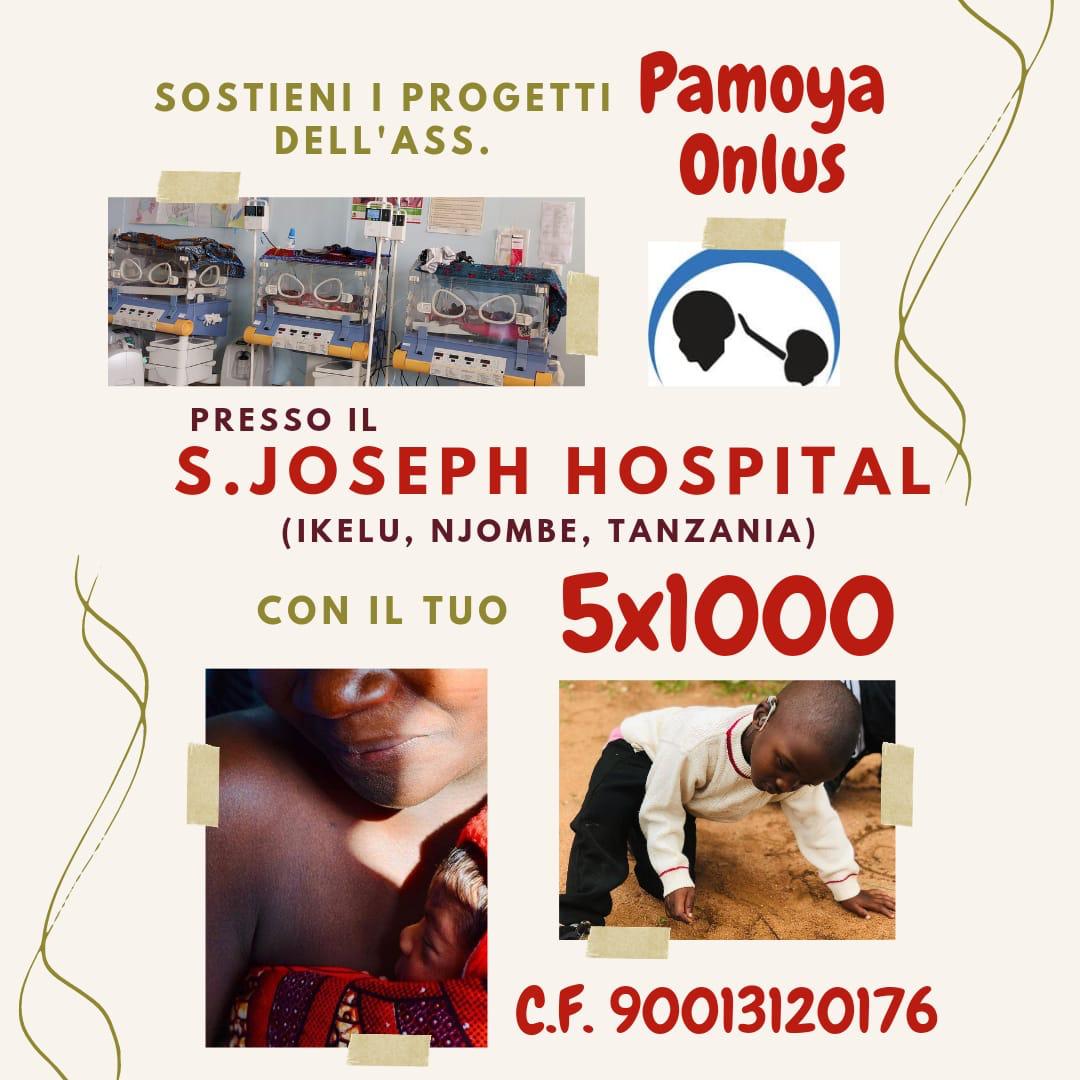 SOSTIENI I PROGETTI
DELL'ASS.
Pamoya
Onlus
PRESSO IL
S.JOSEPH HOSPITAL
(IKELU, NJOMBE, TANZANIA)
CON IL TUO
5x1000
C.F. 90013120176